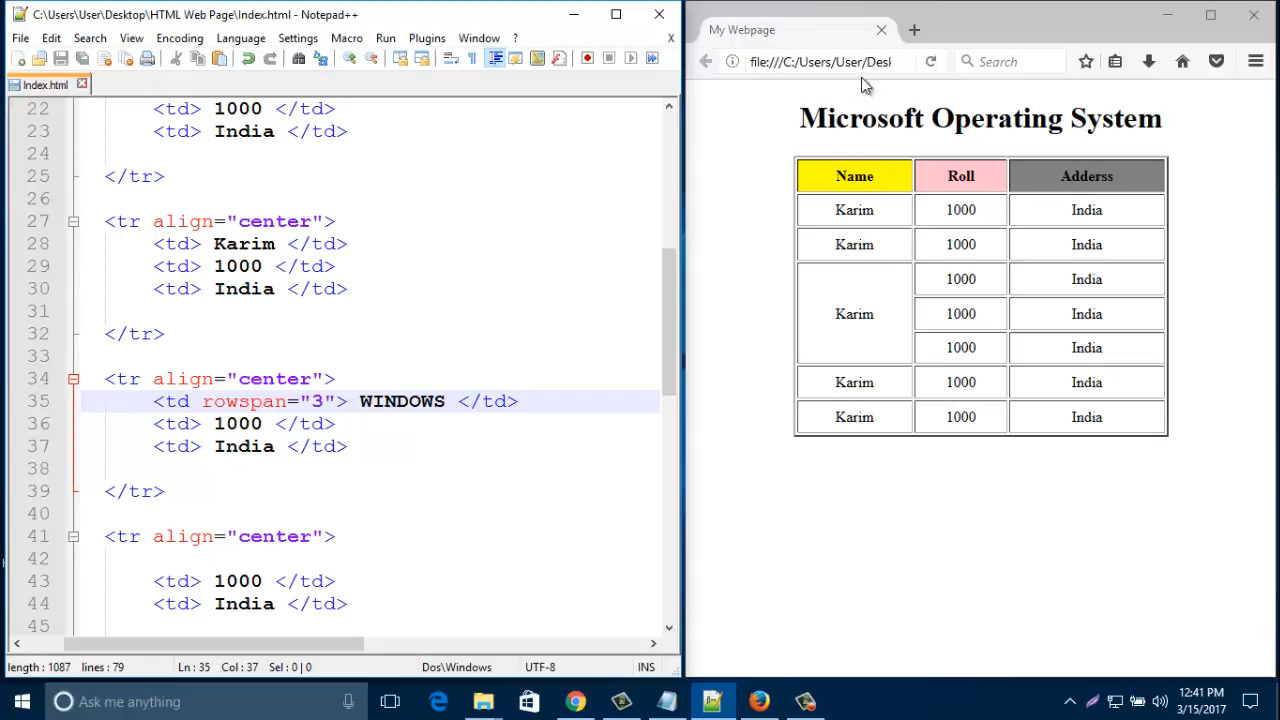 C:\Users\User\Desktop\HTML Web Page\Index.html - Notepad++
File Edit Search View Encoding Language Settings Macro Run Plugins Window ? X
Index.html
22 <td> 1000 </td>
23 <td> India </td>
24
25 </tr>
26
27 <tr align="center">
28 <td> Karim </td>
29 <td> 1000 </td>
30 <td> India </td>
31
32 </tr>
33
34 <tr align="center">
35 <td rowspan="3"> WINDOWS </td>
36 <td> 1000 </td>
37 <td> India </td>
38
39 </tr>
40
41 <tr align="center">
42
43 <td> 1000 </td>
44 <td> India </td>
45
length : 1087 lines : 79 Ln : 35 Col : 37 Sel : 0 | 0 Dos\Windows UTF-8 INS
My Webpage
file:///C:/Users/User/Desk
Search
Microsoft Operating System
Name Roll Adderss
Karim 1000 India
Karim 1000 India
Karim 1000 India
1000 India
1000 India
Karim 1000 India
Karim 1000 India
Ask me anything
12:41 PM
3/15/2017